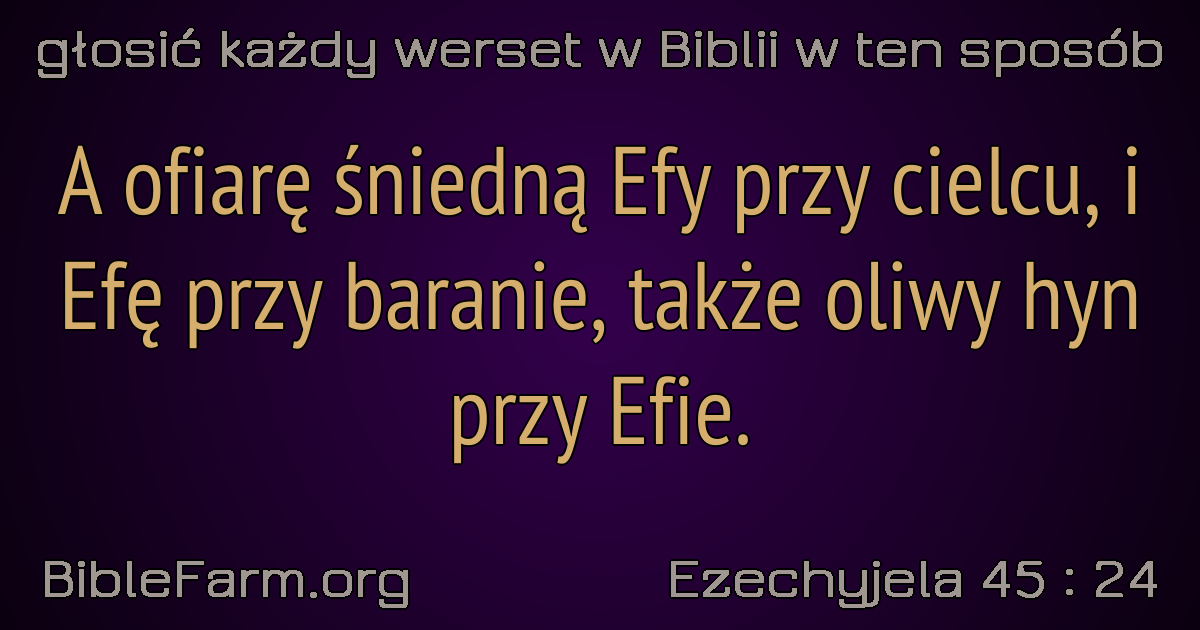 głosić każdy werset w Biblii w ten sposób
A ofiarę śniedną Efy przy cielcu, i
Efę przy baranie, także oliwy hyn
przy Efie.
BibleFarm.org
Ezechyjela 45 : 24